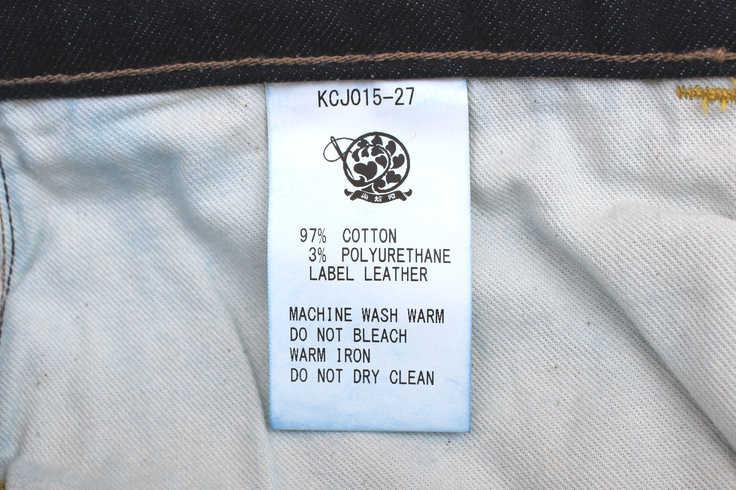 KCJ015-27
97% COTTON
3% POLYURETHANE
LABEL LEATHER
MACHINE WASH WARM
DO NOT BLEACH
WARM IRON
DO NOT DRY CLEAN